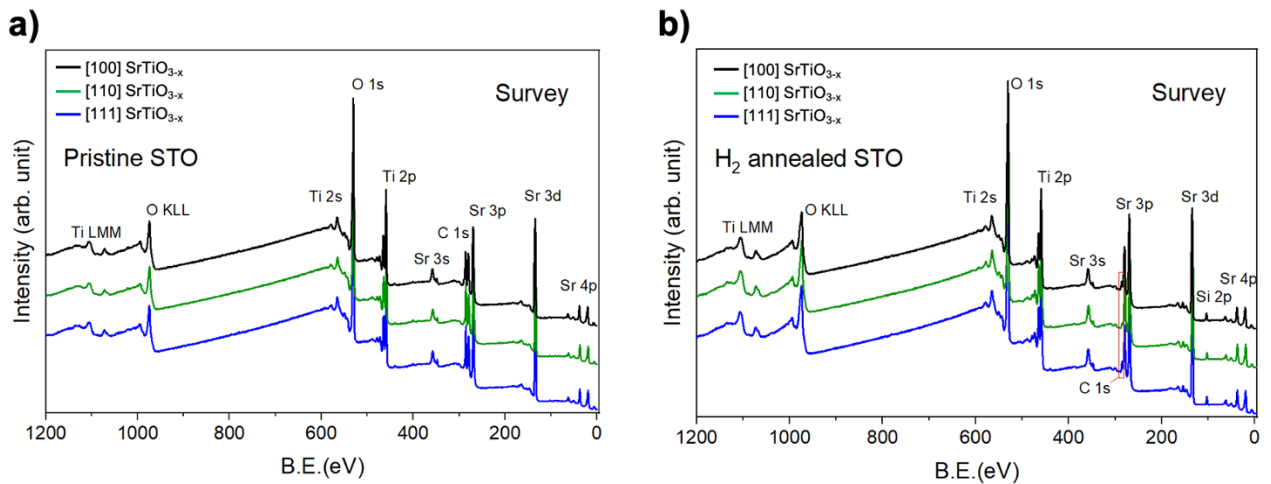 a)
[100] SrTiO₃₋ₓ
[110] SrTiO₃₋ₓ
[111] SrTiO₃₋ₓ
O 1s
Survey
Pristine STO
Ti 2p
Ti 2s
Sr 3d
Sr 3p
O KLL
C 1s
Ti LMM
Sr 3s
Sr 4p
Intensity (arb. unit)
1200 1000 800 600 400 200 0
B.E.(eV)
b)
[100] SrTiO₃₋ₓ
[110] SrTiO₃₋ₓ
[111] SrTiO₃₋ₓ
O 1s
Survey
H₂ annealed STO
Ti 2p
Ti 2s
Sr 3d
Sr 3p
O KLL
Ti LMM
Sr 3s
Sr 4p
Si 2p
C 1s
Intensity (arb. unit)
1200 1000 800 600 400 200 0
B.E.(eV)